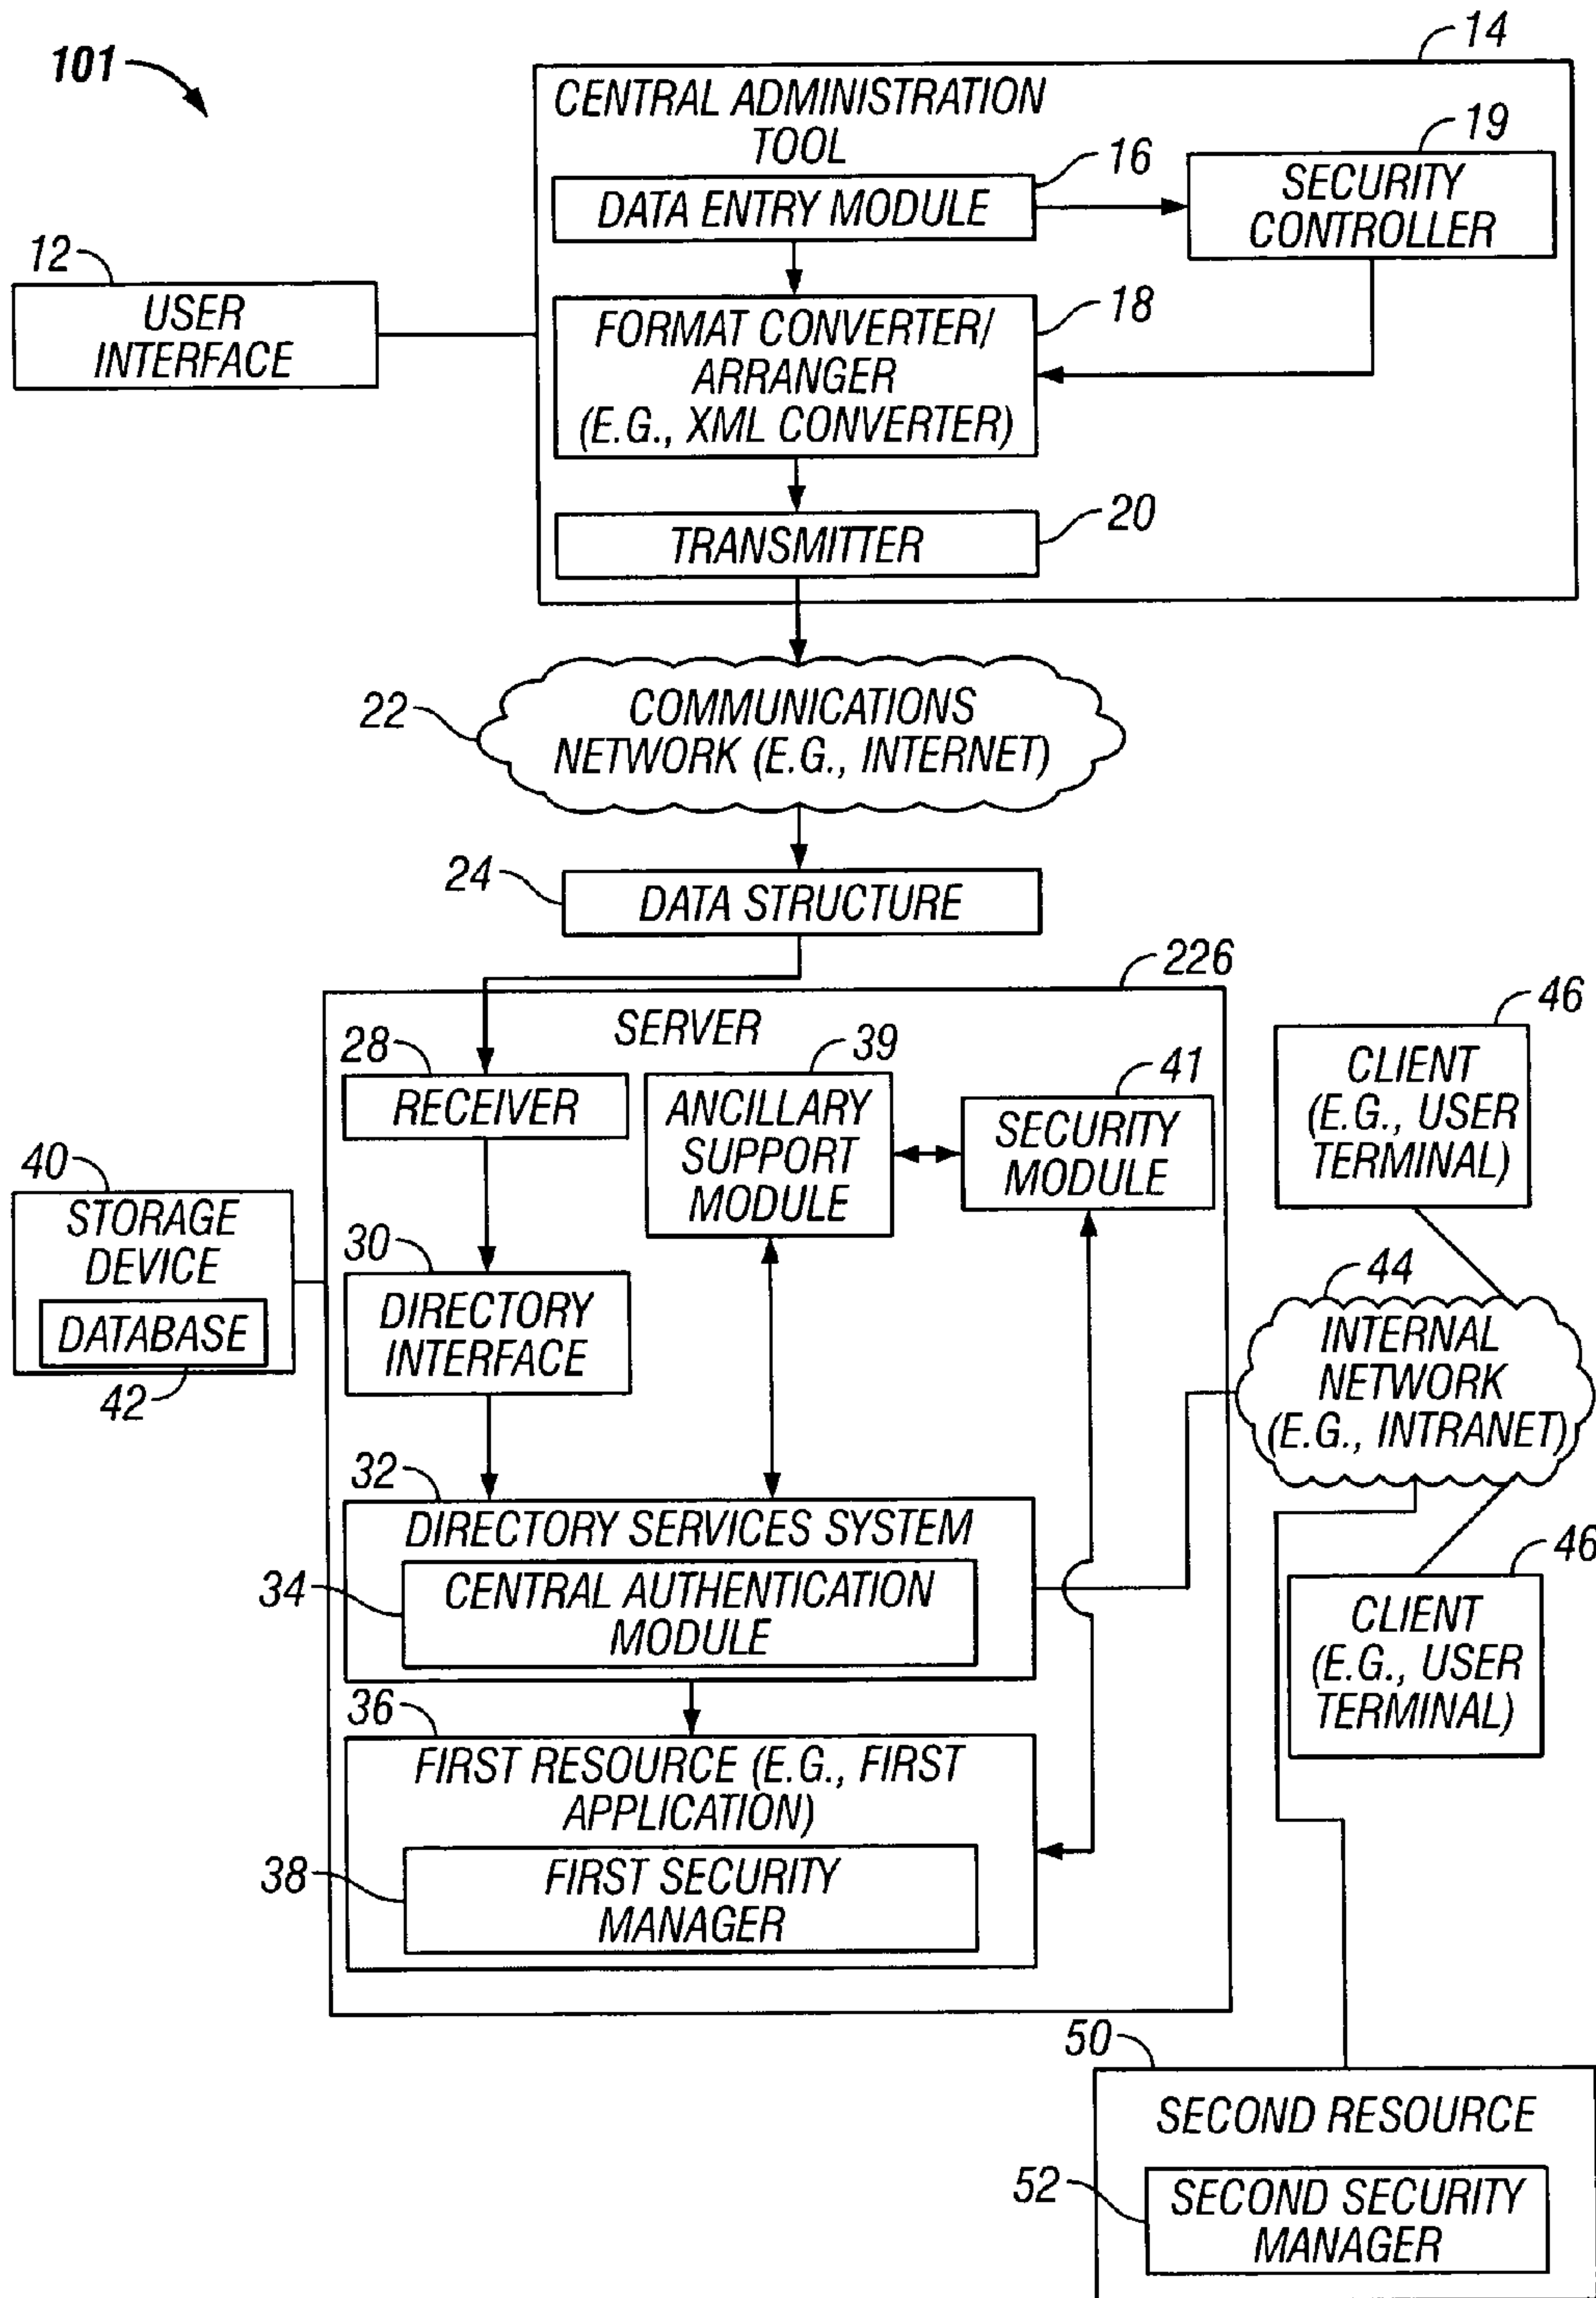 101
14
CENTRAL ADMINISTRATION
TOOL
16
19
DATA ENTRY MODULE
SECURITY
CONTROLLER
12
USER
INTERFACE
18
FORMAT CONVERTER/
ARRANGER
(E.G., XML CONVERTER)
20
TRANSMITTER
22
COMMUNICATIONS
NETWORK (E.G., INTERNET)
24
DATA STRUCTURE
226
SERVER
28
RECEIVER
39
ANCILLARY
SUPPORT
MODULE
41
SECURITY
MODULE
46
CLIENT
(E.G., USER
TERMINAL)
40
STORAGE
DEVICE
DATABASE
42
30
DIRECTORY
INTERFACE
44
INTERNAL
NETWORK
(E.G., INTRANET)
32
DIRECTORY SERVICES SYSTEM
34
CENTRAL AUTHENTICATION
MODULE
46
CLIENT
(E.G., USER
TERMINAL)
36
FIRST RESOURCE (E.G., FIRST
APPLICATION)
38
FIRST SECURITY
MANAGER
50
SECOND RESOURCE
52
SECOND SECURITY
MANAGER